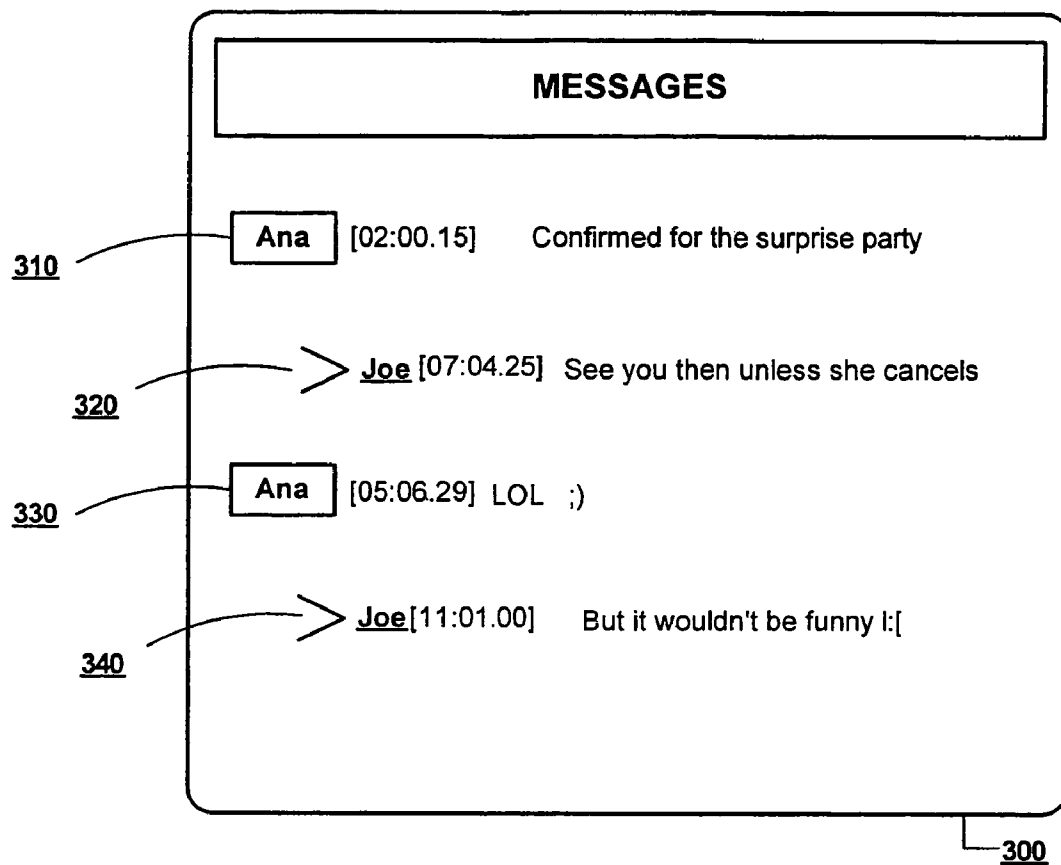 MESSAGES
310 Ana [02:00.15] Confirmed for the surprise party
320 Joe [07:04.25] See you then unless she cancels
330 Ana [05:06.29] LOL ;)
340 Joe[11:01.00] But it wouldn't be funny I:[
300